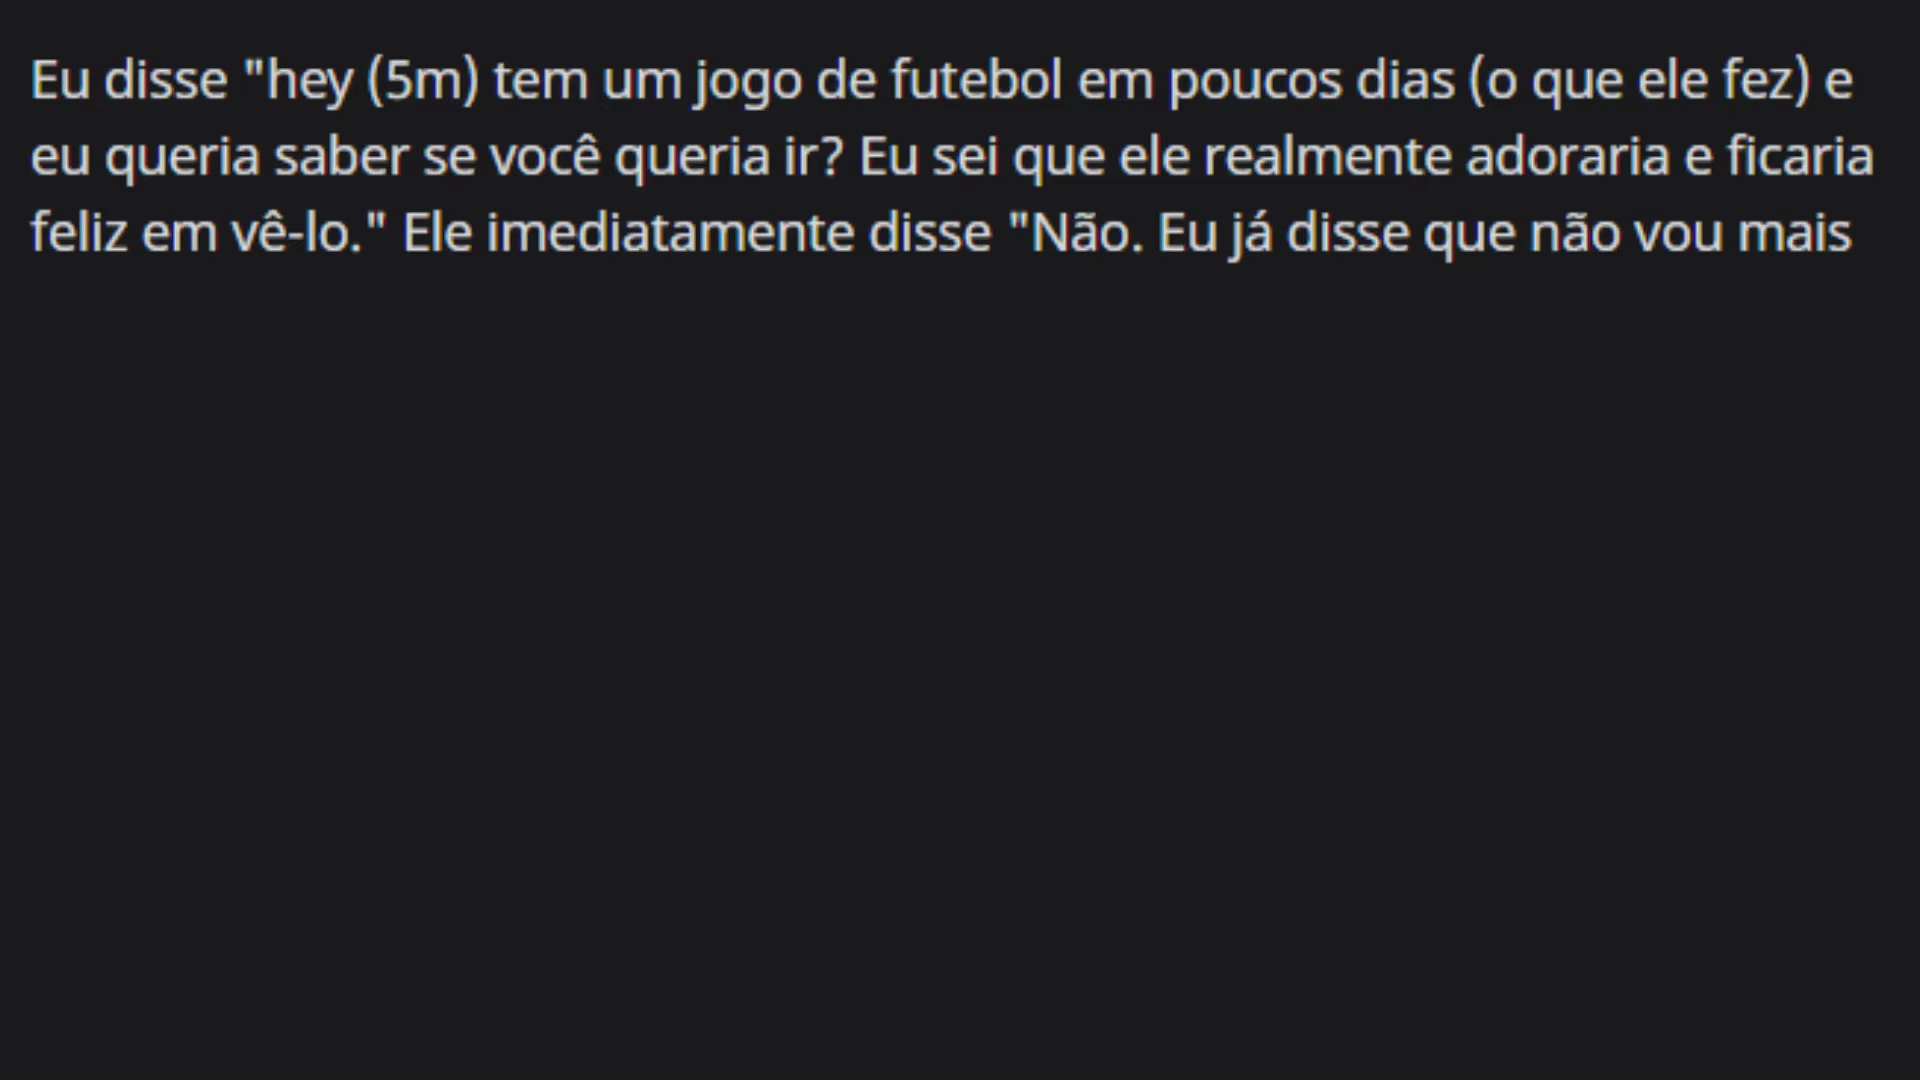 Eu disse "hey (5m) tem um jogo de futebol em poucos dias (o que ele fez) e
eu queria saber se você queria ir? Eu sei que ele realmente adoraria e ficaria
feliz em vê-lo." Ele imediatamente disse "Não. Eu já disse que não vou mais